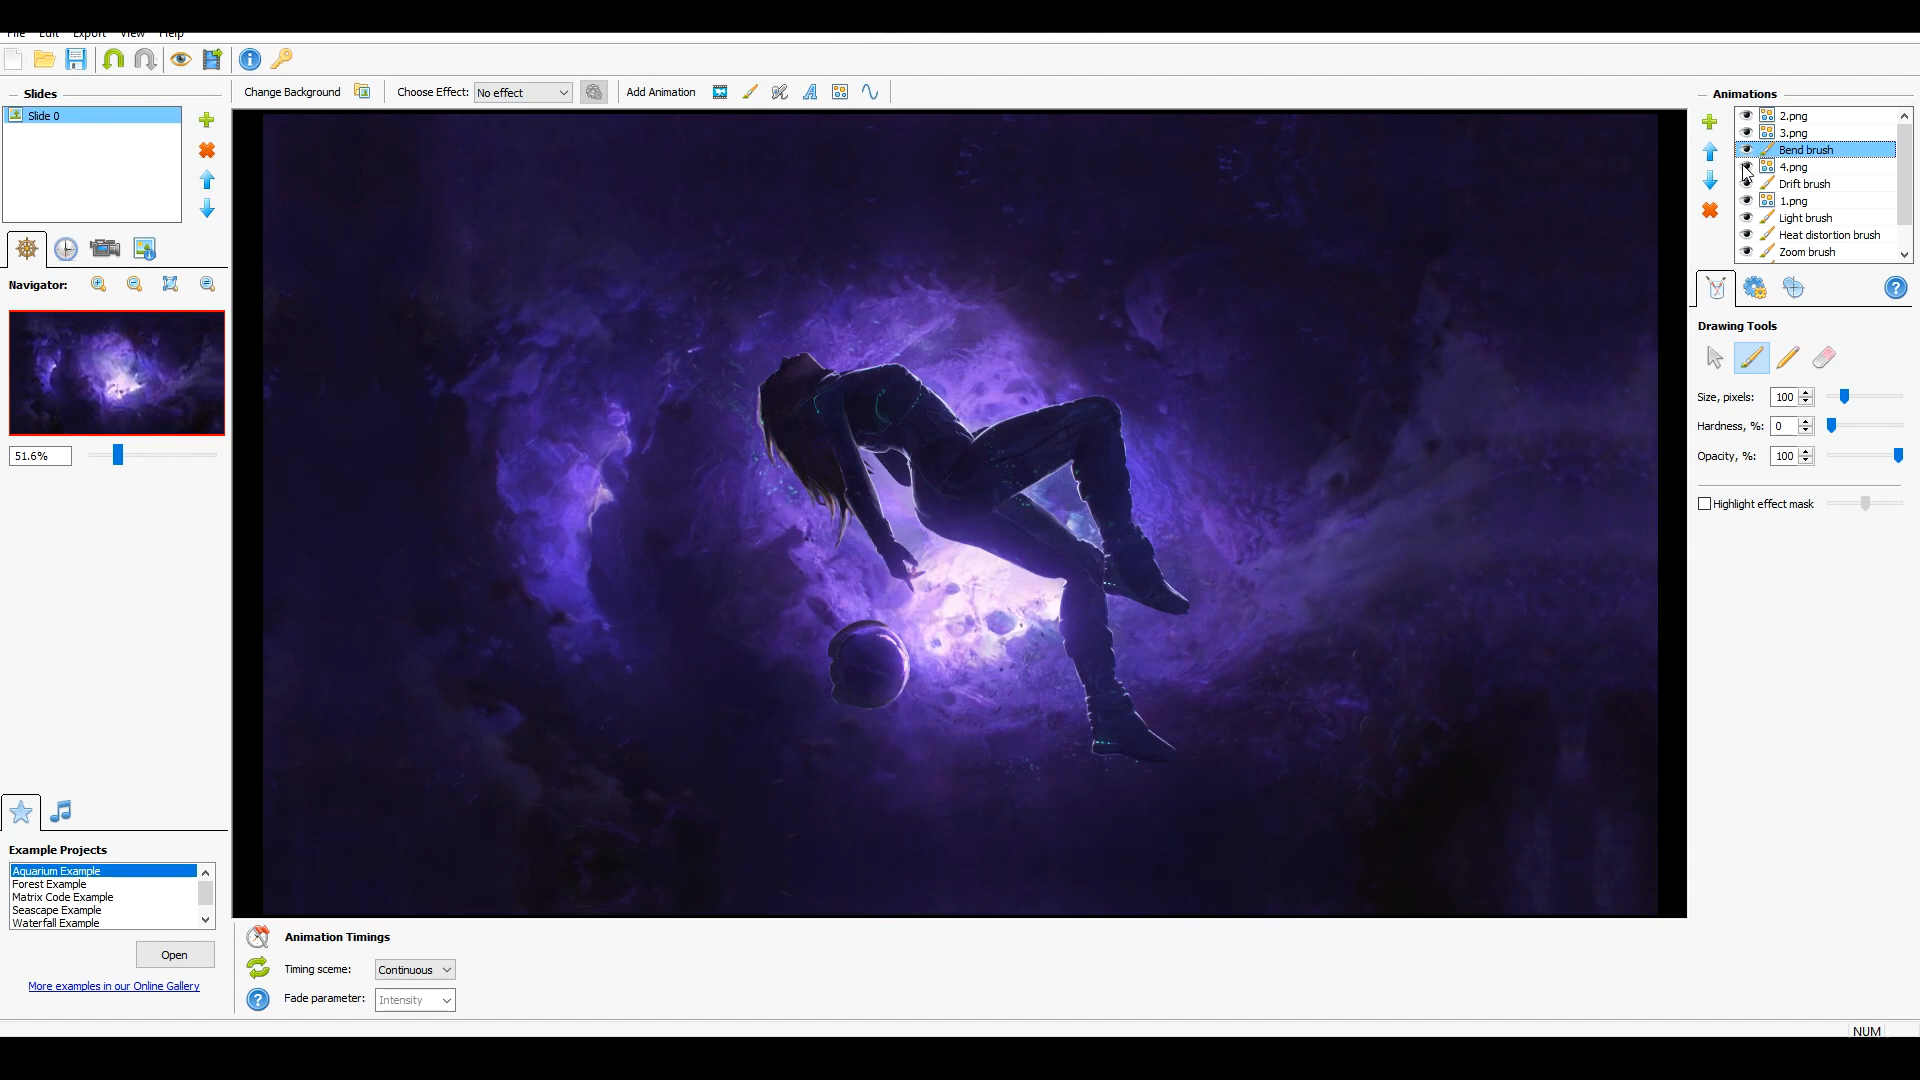 File Edit Export View Help
Slides
Slide 0
Change Background
Choose Effect: No effect
Add Animation
Animations
2.png
3.png
Bend brush
4.png
Drift brush
1.png
Light brush
Heat distortion brush
Zoom brush
Navigator:
51.6%
Drawing Tools
Size, pixels: 100
Hardness, %: 0
Opacity, %: 100
Highlight effect mask
Example Projects
Aquarium Example
Forest Example
Matrix Code Example
Seascape Example
Waterfall Example
Open
More examples in our Online Gallery
Animation Timings
Timing sceme: Continuous
Fade parameter: Intensity
NUM